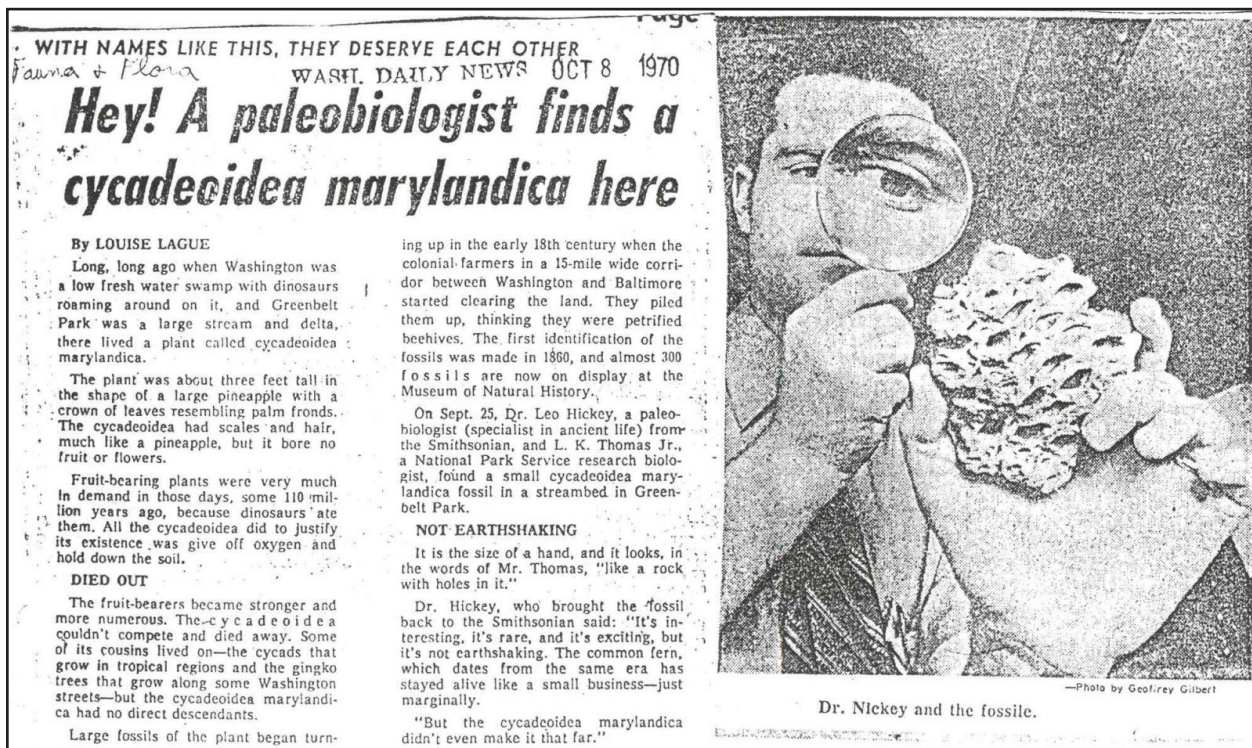 Page
WITH NAMES LIKE THIS, THEY DESERVE EACH OTHER
Fauna & Flora
WASH. DAILY NEWS OCT 8 1970
Hey! A paleobiologist finds a
cycadeoidea marylandica here
By LOUISE LAGUE
Long, long ago when Washington was
a low fresh water swamp with dinosaurs
roaming around on it, and Greenbelt
Park was a large stream and delta,
there lived a plant called cycadeoidea
marylandica.
The plant was about three feet tall in
the shape of a large pineapple with a
crown of leaves resembling palm fronds.
The cycadeoidea had scales and hair,
much like a pineapple, but it bore no
fruit or flowers.
Fruit-bearing plants were very much
in demand in those days, some 110 mil-
lion years ago, because dinosaurs ate
them. All the cycadeoidea did to justify
its existence was give off oxygen and
hold down the soil.
DIED OUT
The fruit-bearers became stronger and
more numerous. The cycadeoidea
couldn't compete and died away. Some
of its cousins lived on—the cycads that
grow in tropical regions and the gingko
trees that grow along some Washington
streets—but the cycadeoidea marylandi-
ca had no direct descendants.
Large fossils of the plant began turn-
ing up in the early 18th century when the
colonial farmers in a 15-mile wide corri-
dor between Washington and Baltimore
started clearing the land. They piled
them up, thinking they were petrified
beehives. The first identification of the
fossils was made in 1860, and almost 300
fossils are now on display at the
Museum of Natural History.
On Sept. 25, Dr. Leo Hickey, a paleo-
biologist (specialist in ancient life) from
the Smithsonian, and L. K. Thomas Jr.,
a National Park Service research biolo-
gist, found a small cycadeoidea mary-
landica fossil in a streambed in Green-
belt Park.
NOT EARTHSHAKING
It is the size of a hand, and it looks, in
the words of Mr. Thomas, "like a rock
with holes in it."
Dr. Hickey, who brought the fossil
back to the Smithsonian said: "It's in-
teresting, it's rare, and it's exciting, but
it's not earthshaking. The common fern,
which dates from the same era has
stayed alive like a small business—just
marginally.
"But the cycadeoidea marylandica
didn't even make it that far."
—Photo by Geoffrey Gilbert
Dr. Nickey and the fossile.